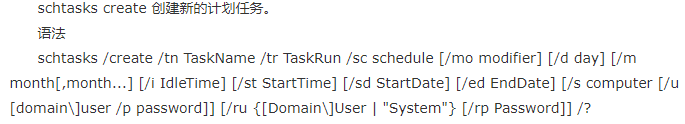 schtasks create 创建新的计划任务。
语法
schtasks /create /tn TaskName /tr TaskRun /sc schedule [/mo modifier] [/d day] [/m
month[,month...] [/i IdleTime] [/st StartTime] [/sd StartDate] [/ed EndDate] [/s computer [/u
[domain\]user /p password]] [/ru {[Domain\]User | "System"} [/rp Password]] /?